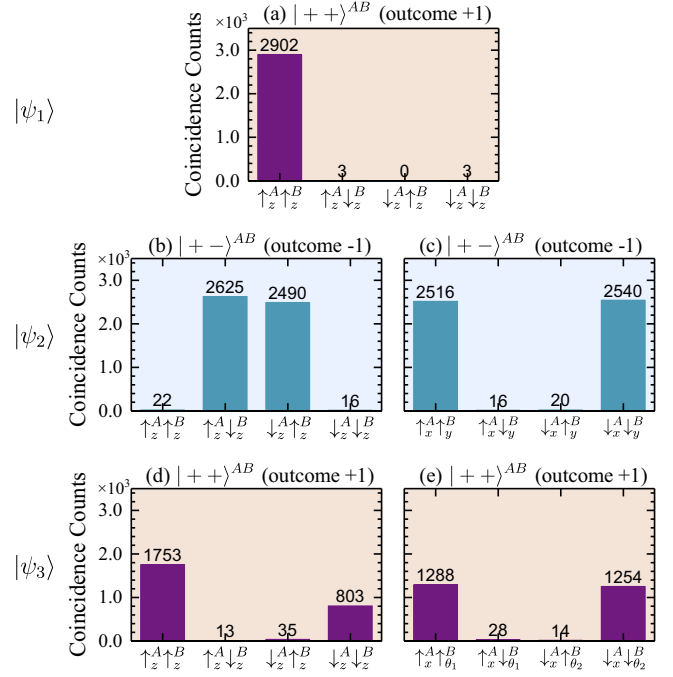 (a) |++⟩^{AB} (outcome +1)
×10³
Coincidence Counts
3.0
2.0
1.0
0.0
2902
3
0
3
↑_z^A↑_z^B
↑_z^A↓_z^B
↓_z^A↑_z^B
↓_z^A↓_z^B
|ψ₁⟩
(b) |+−⟩^{AB} (outcome -1)
×10³
Coincidence Counts
3.0
2.0
1.0
0.0
22
2625
2490
16
↑_z^A↑_z^B
↑_z^A↓_z^B
↓_z^A↑_z^B
↓_z^A↓_z^B
|ψ₂⟩
(c) |+−⟩^{AB} (outcome -1)
2516
16
20
2540
↑_x^A↑_y^B
↑_x^A↓_y^B
↓_x^A↑_y^B
↓_x^A↓_y^B
(d) |++⟩^{AB} (outcome +1)
×10³
Coincidence Counts
3.0
2.0
1.0
0.0
1753
13
35
803
↑_z^A↑_z^B
↑_z^A↓_z^B
↓_z^A↑_z^B
↓_z^A↓_z^B
|ψ₃⟩
(e) |++⟩^{AB} (outcome +1)
1288
28
14
1254
↑_x^A↑_{θ₁}^B
↑_x^A↓_{θ₁}^B
↓_x^A↑_{θ₂}^B
↓_x^A↓_{θ₂}^B